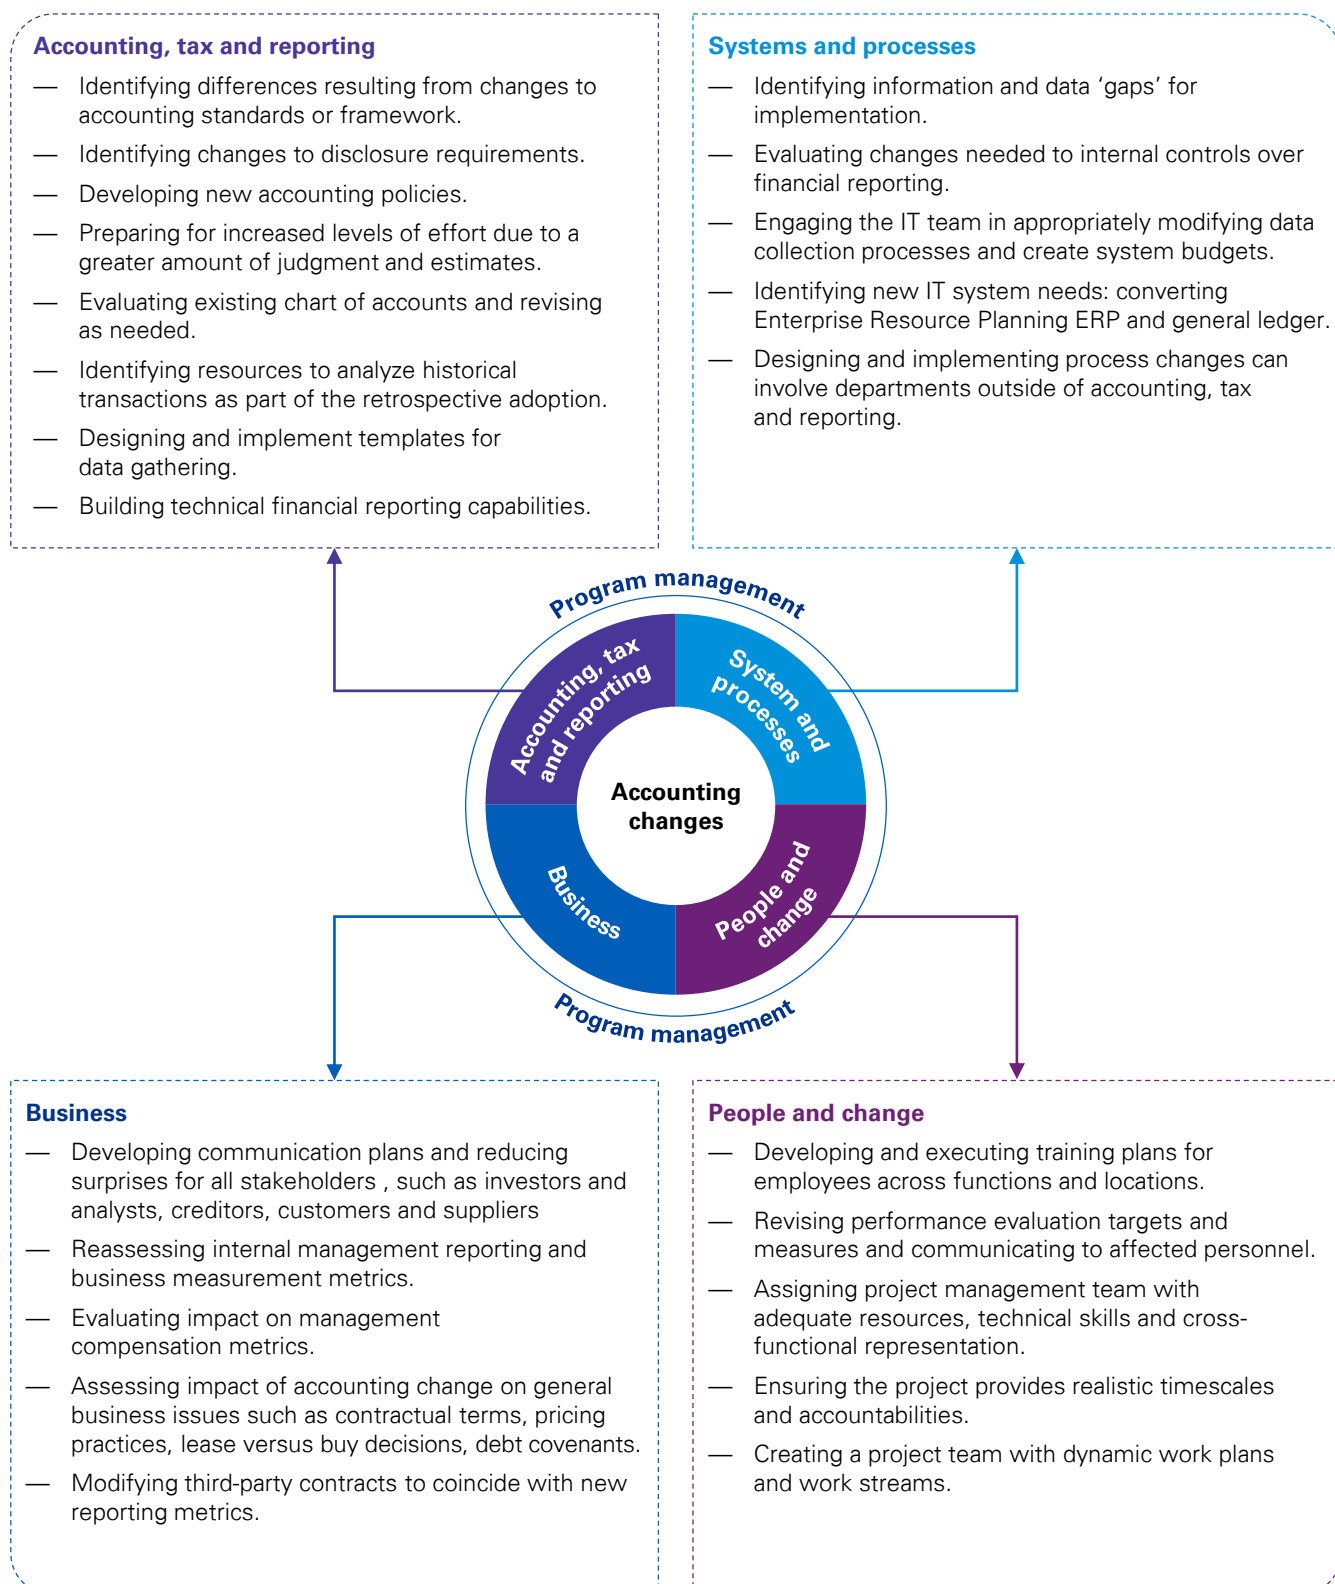 Accounting, tax and reporting
— Identifying differences resulting from changes to
accounting standards or framework.
— Identifying changes to disclosure requirements.
— Developing new accounting policies.
— Preparing for increased levels of effort due to a
greater amount of judgment and estimates.
— Evaluating existing chart of accounts and revising
as needed.
— Identifying resources to analyze historical
transactions as part of the retrospective adoption.
— Designing and implement templates for
data gathering.
— Building technical financial reporting capabilities.
Systems and processes
— Identifying information and data ‘gaps’ for
implementation.
— Evaluating changes needed to internal controls over
financial reporting.
— Engaging the IT team in appropriately modifying data
collection processes and create system budgets.
— Identifying new IT system needs: converting
Enterprise Resource Planning ERP and general ledger.
— Designing and implementing process changes can
involve departments outside of accounting, tax
and reporting.
Program management
Accounting, tax
and reporting
System and
processes
Accounting
changes
Business
People and
change
Program management
Business
— Developing communication plans and reducing
surprises for all stakeholders , such as investors and
analysts, creditors, customers and suppliers
— Reassessing internal management reporting and
business measurement metrics.
— Evaluating impact on management
compensation metrics.
— Assessing impact of accounting change on general
business issues such as contractual terms, pricing
practices, lease versus buy decisions, debt covenants.
— Modifying third-party contracts to coincide with new
reporting metrics.
People and change
— Developing and executing training plans for
employees across functions and locations.
— Revising performance evaluation targets and
measures and communicating to affected personnel.
— Assigning project management team with
adequate resources, technical skills and cross-
functional representation.
— Ensuring the project provides realistic timescales
and accountabilities.
— Creating a project team with dynamic work plans
and work streams.